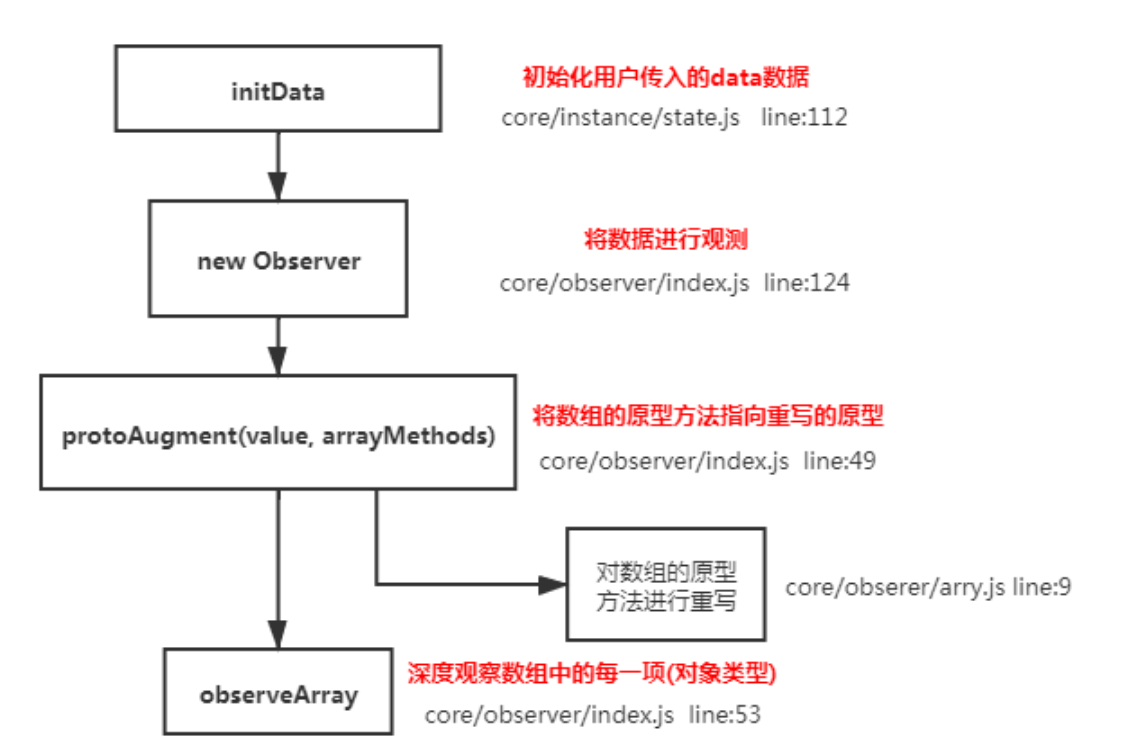 initData
初始化用户传入的data数据
core/instance/state.js line:112
new Observer
将数据进行观测
core/observer/index.js line:124
protoAugment(value, arrayMethods)
将数组的原型方法指向重写的原型
core/observer/index.js line:49
对数组的原型
方法进行重写
core/obserer/arry.js line:9
observeArray
深度观察数组中的每一项(对象类型)
core/observer/index.js line:53